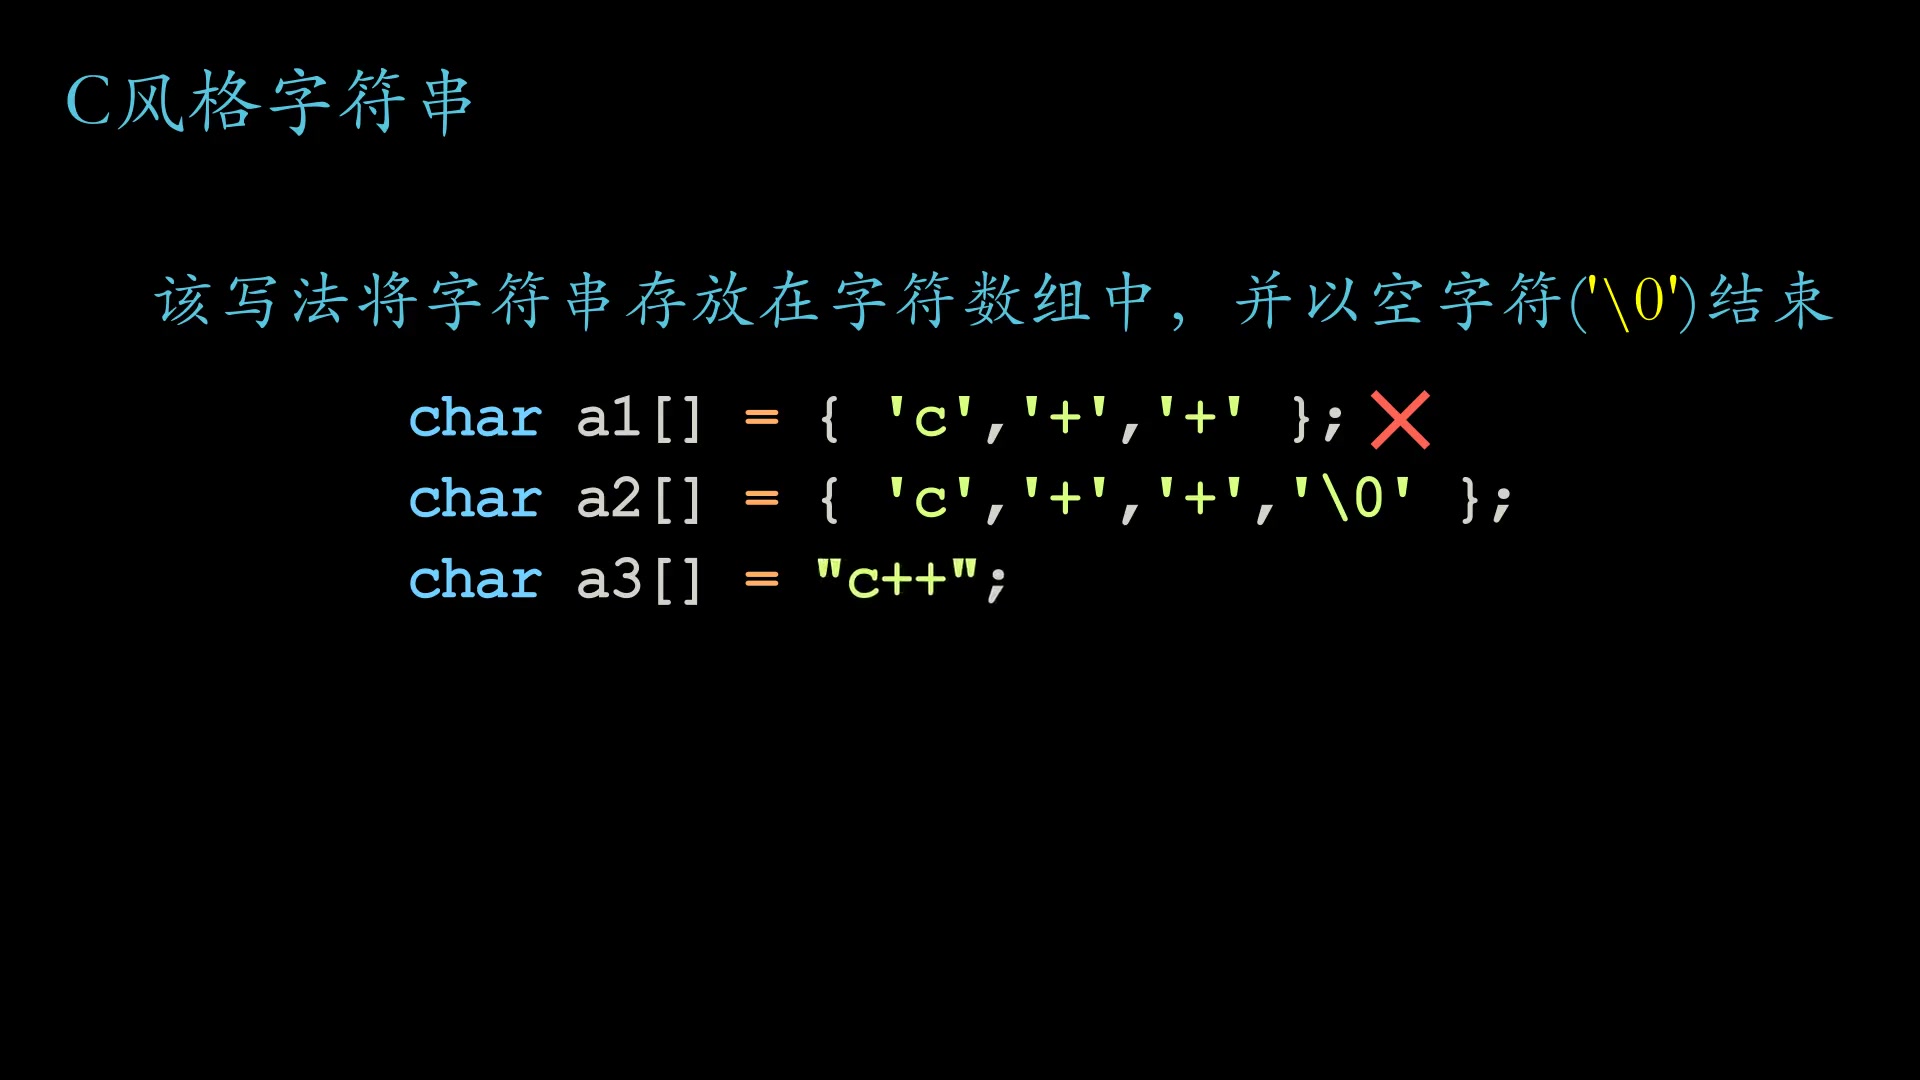 C风格字符串
该写法将字符串存放在字符数组中，并以空字符('\0')结束
char a1[] = { 'c','+','+' };
char a2[] = { 'c','+','+','\0' };
char a3[] = "c++";